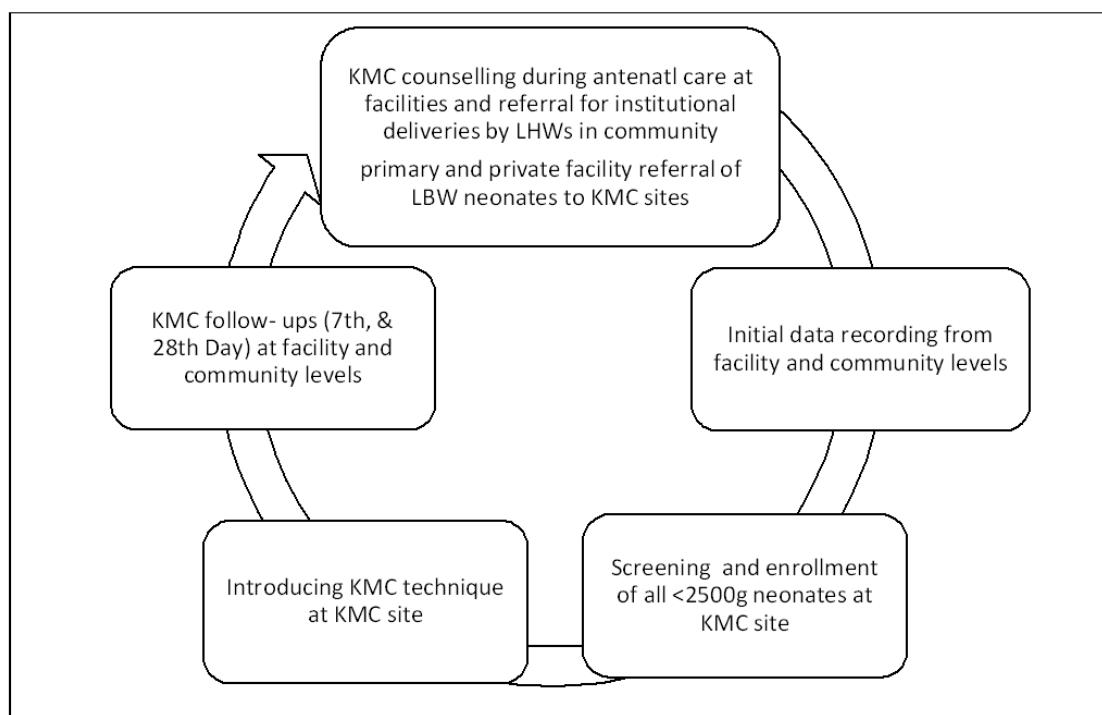 KMC counselling during antenatl care at
facilities and referral for institutional
deliveries by LHWs in community
primary and private facility referral of
LBW neonates to KMC sites
Initial data recording from
facility and community levels
Screening and enrollment
of all <2500g neonates at
KMC site
Introducing KMC technique
at KMC site
KMC follow- ups (7th, &
28th Day) at facility and
community levels